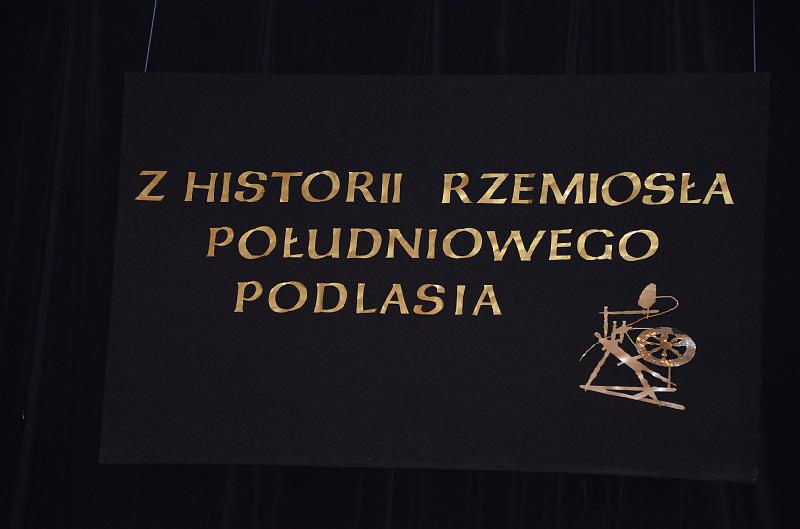 Z HISTORII RZEMIOSŁA
POŁUDNIOWEGO
PODLASIA